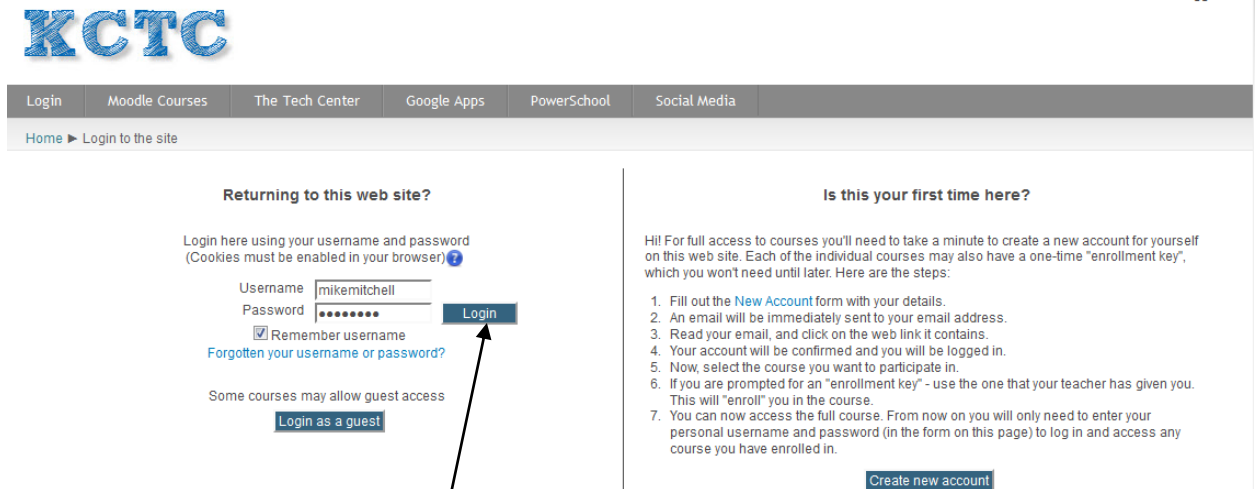 KCTC
Login Moodle Courses The Tech Center Google Apps PowerSchool Social Media
Home ► Login to the site
Returning to this web site?
Login here using your username and password
(Cookies must be enabled in your browser)?
Username mikemitchell
Password ••••••••
Login
Remember username
Forgotten your username or password?
Some courses may allow guest access
Login as a guest
Is this your first time here?
Hi! For full access to courses you'll need to take a minute to create a new account for yourself
on this web site. Each of the individual courses may also have a one-time "enrollment key",
which you won't need until later. Here are the steps:
1. Fill out the New Account form with your details.
2. An email will be immediately sent to your email address.
3. Read your email, and click on the web link it contains.
4. Your account will be confirmed and you will be logged in.
5. Now, select the course you want to participate in.
6. If you are prompted for an "enrollment key" - use the one that your teacher has given you.
This will "enroll" you in the course.
7. You can now access the full course. From now on you will only need to enter your
personal username and password (in the form on this page) to log in and access any
course you have enrolled in.
Create new account